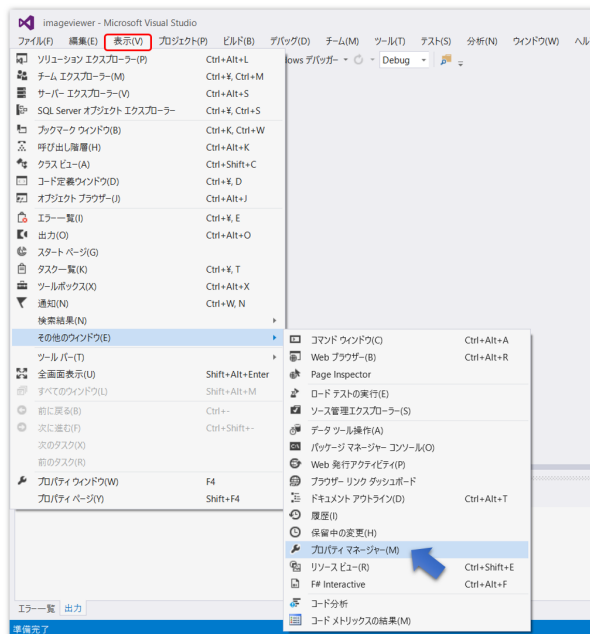 imageviewer - Microsoft Visual Studio
ファイル(F) 編集(E) 表示(V) プロジェクト(P) ビルド(B) デバッグ(D) チーム(M) ツール(T) テスト(S) 分析(N) ウィンドウ(W)
ソリューション エクスプローラー(P) Ctrl+Alt+L
dows デバッガー Debug
チーム エクスプローラー(M) Ctrl+¥, Ctrl+M
サーバー エクスプローラー(V) Ctrl+Alt+S
SQL Server オブジェクト エクスプローラー Ctrl+¥, Ctrl+S
ブックマーク ウィンドウ(B) Ctrl+K, Ctrl+W
呼び出し階層(H) Ctrl+Alt+K
クラス ビュー(A) Ctrl+Shift+C
コード定義ウィンドウ(D) Ctrl+¥, D
オブジェクト ブラウザー(J) Ctrl+Alt+J
エラー一覧(I) Ctrl+¥, E
出力(O) Ctrl+Alt+O
スタート ページ(G)
タスク一覧(K) Ctrl+¥, T
ツールボックス(X) Ctrl+Alt+X
通知(N) Ctrl+W, N
検索結果(N)
その他のウィンドウ(E)
ツール バー(T)
全画面表示(U) Shift+Alt+Enter
すべてのウィンドウ(L) Shift+Alt+M
前に戻る(B) Ctrl+-
次に進む(F) Ctrl+Shift+-
次のタスク(X)
前のタスク(R)
プロパティ ウィンドウ(W) F4
プロパティ ページ(Y) Shift+F4
コマンド ウィンドウ(C) Ctrl+Alt+A
Web ブラウザー(B) Ctrl+Alt+R
Page Inspector
ロード テストの実行(E)
ソース管理エクスプローラー(S)
データ ツール操作(A)
パッケージ マネージャー コンソール(O)
Web 発行アクティビティ(P)
ブラウザー リンク ダッシュボード
ドキュメント アウトライン(D) Ctrl+Alt+T
履歴(I)
保留中の変更(H)
プロパティ マネージャー(M)
リソース ビュー(R) Ctrl+Shift+E
F# Interactive Ctrl+Alt+F
コード分析
コード メトリックスの結果(M)
エラー一覧 出力
準備完了